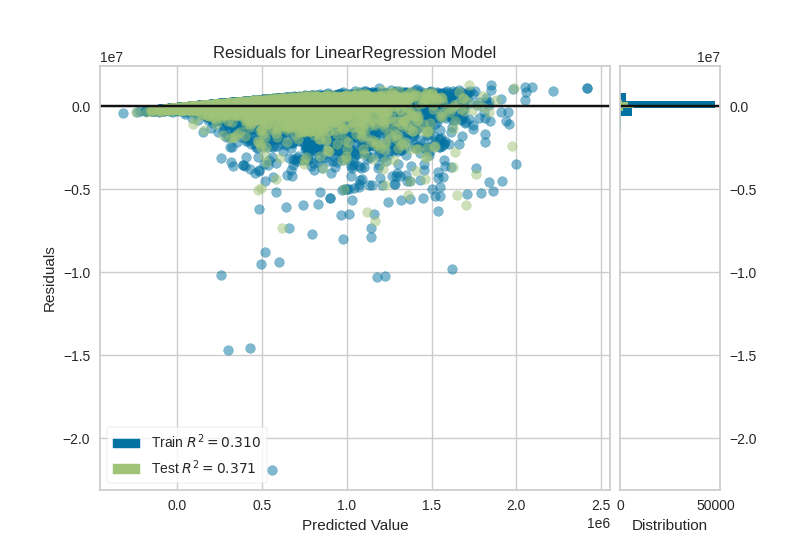 Residuals for LinearRegression Model
1e7
1e7
0.0
−0.5
−1.0
−1.5
−2.0
0.0
−0.5
−1.0
−1.5
−2.0
Residuals
Train R² = 0.310
Test R² = 0.371
0.0 0.5 1.0 1.5 2.0 2.5
1e6
0 50000
Predicted Value
Distribution